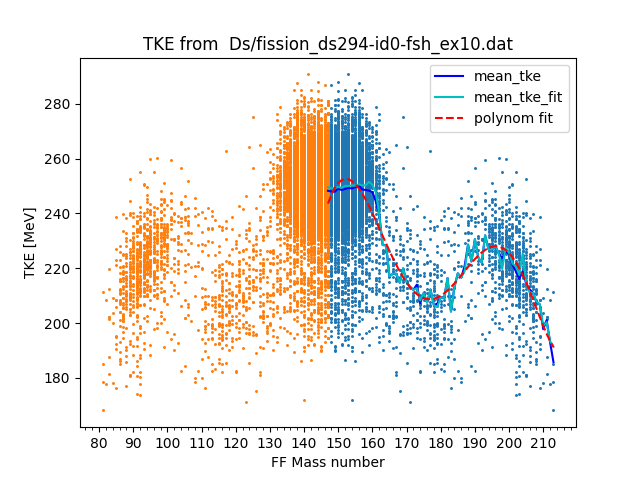 TKE from  Ds/fission_ds294-id0-fsh_ex10.dat
mean_tke
mean_tke_fit
polynom fit
TKE [MeV]
280
260
240
220
200
180
80 90 100 110 120 130 140 150 160 170 180 190 200 210
FF Mass number